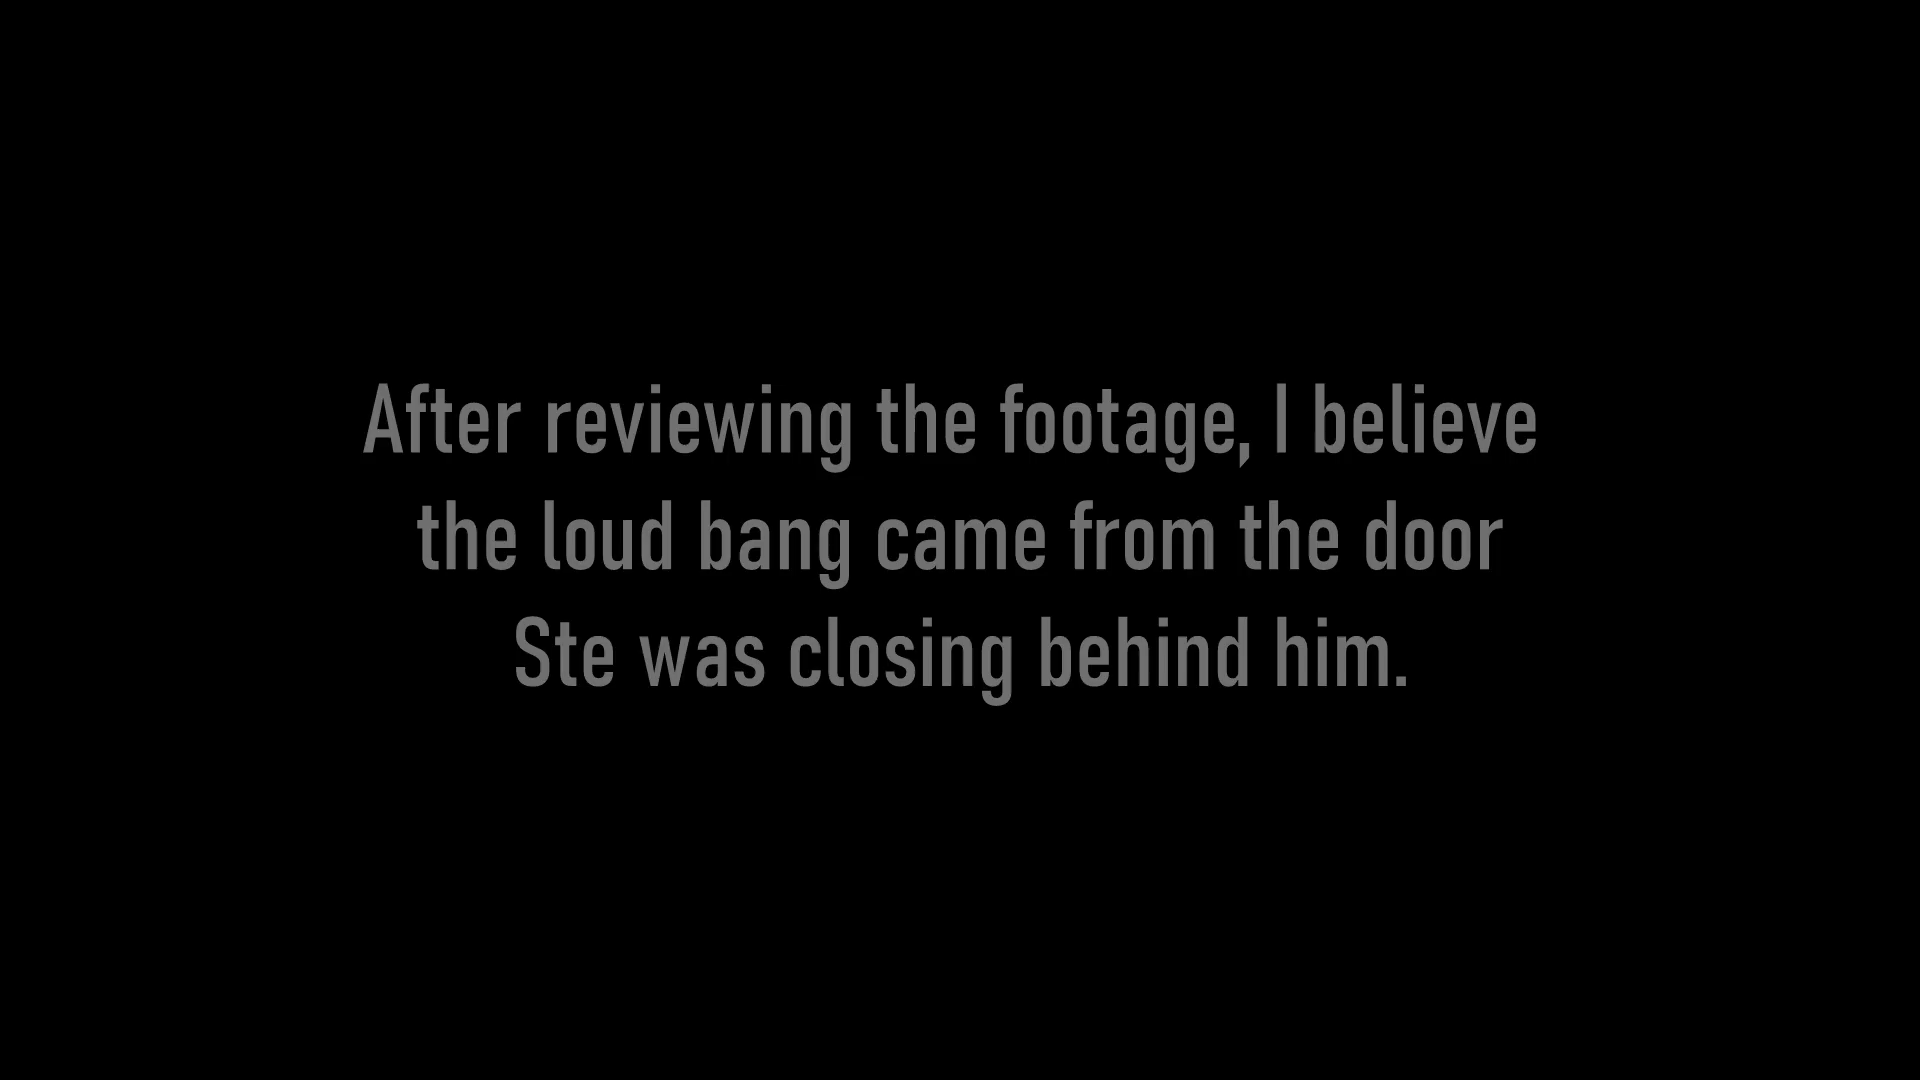 After reviewing the footage, I believe
the loud bang came from the door
Ste was closing behind him.